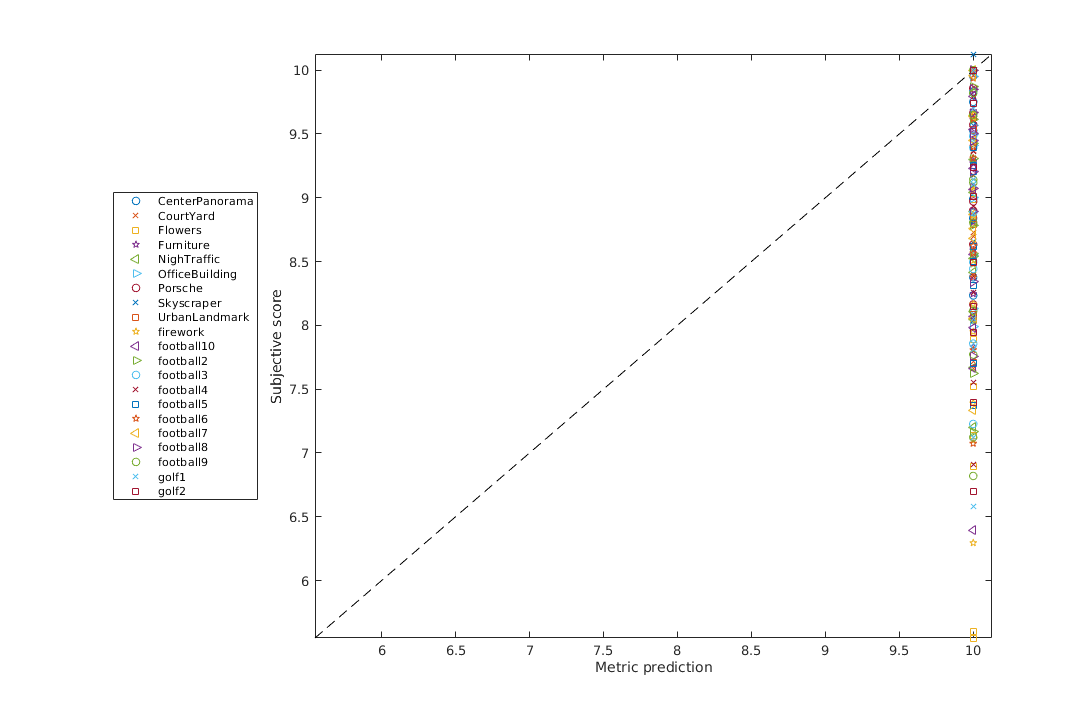 CenterPanorama
CourtYard
Flowers
Furniture
NighTraffic
OfficeBuilding
Porsche
Skyscraper
UrbanLandmark
firework
football10
football2
football3
football4
football5
football6
football7
football8
football9
golf1
golf2
Subjective score
10
9.5
9
8.5
8
7.5
7
6.5
6
6 6.5 7 7.5 8 8.5 9 9.5 10
Metric prediction